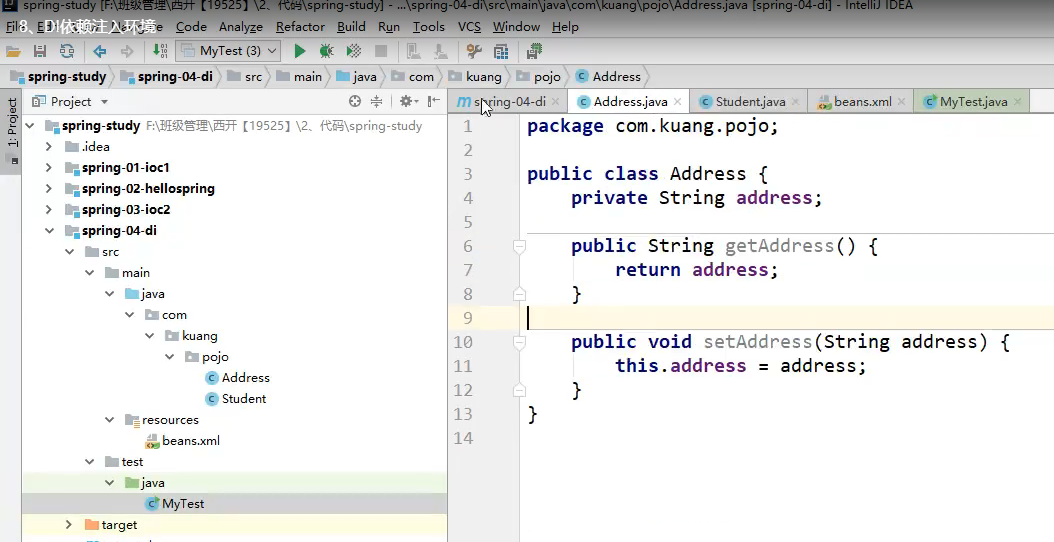 spring-study [F:\班级管理\西开【19525】\2、代码\spring-study] - ...\spring-04-di\src\main\java\com\kuang\pojo\Address.java [spring-04-di] - IntelliJ IDEA
8、DI依赖注入环境
Code Analyze Refactor Build Run Tools VCS Window Help
MyTest (3)
spring-study spring-04-di src main java com kuang pojo Address
1: Project
Project
spring-04-di Address.java Student.java beans.xml MyTest.java
spring-study F:\班级管理\西开【19525】\2、代码\spring-study
.idea
spring-01-ioc1
spring-02-hellospring
spring-03-ioc2
spring-04-di
src
main
java
com
kuang
pojo
Address
Student
resources
beans.xml
test
java
MyTest
target
1 package com.kuang.pojo;
2
3 public class Address {
4 private String address;
5
6 public String getAddress() {
7 return address;
8 }
9
10 public void setAddress(String address) {
11 this.address = address;
12 }
13 }
14